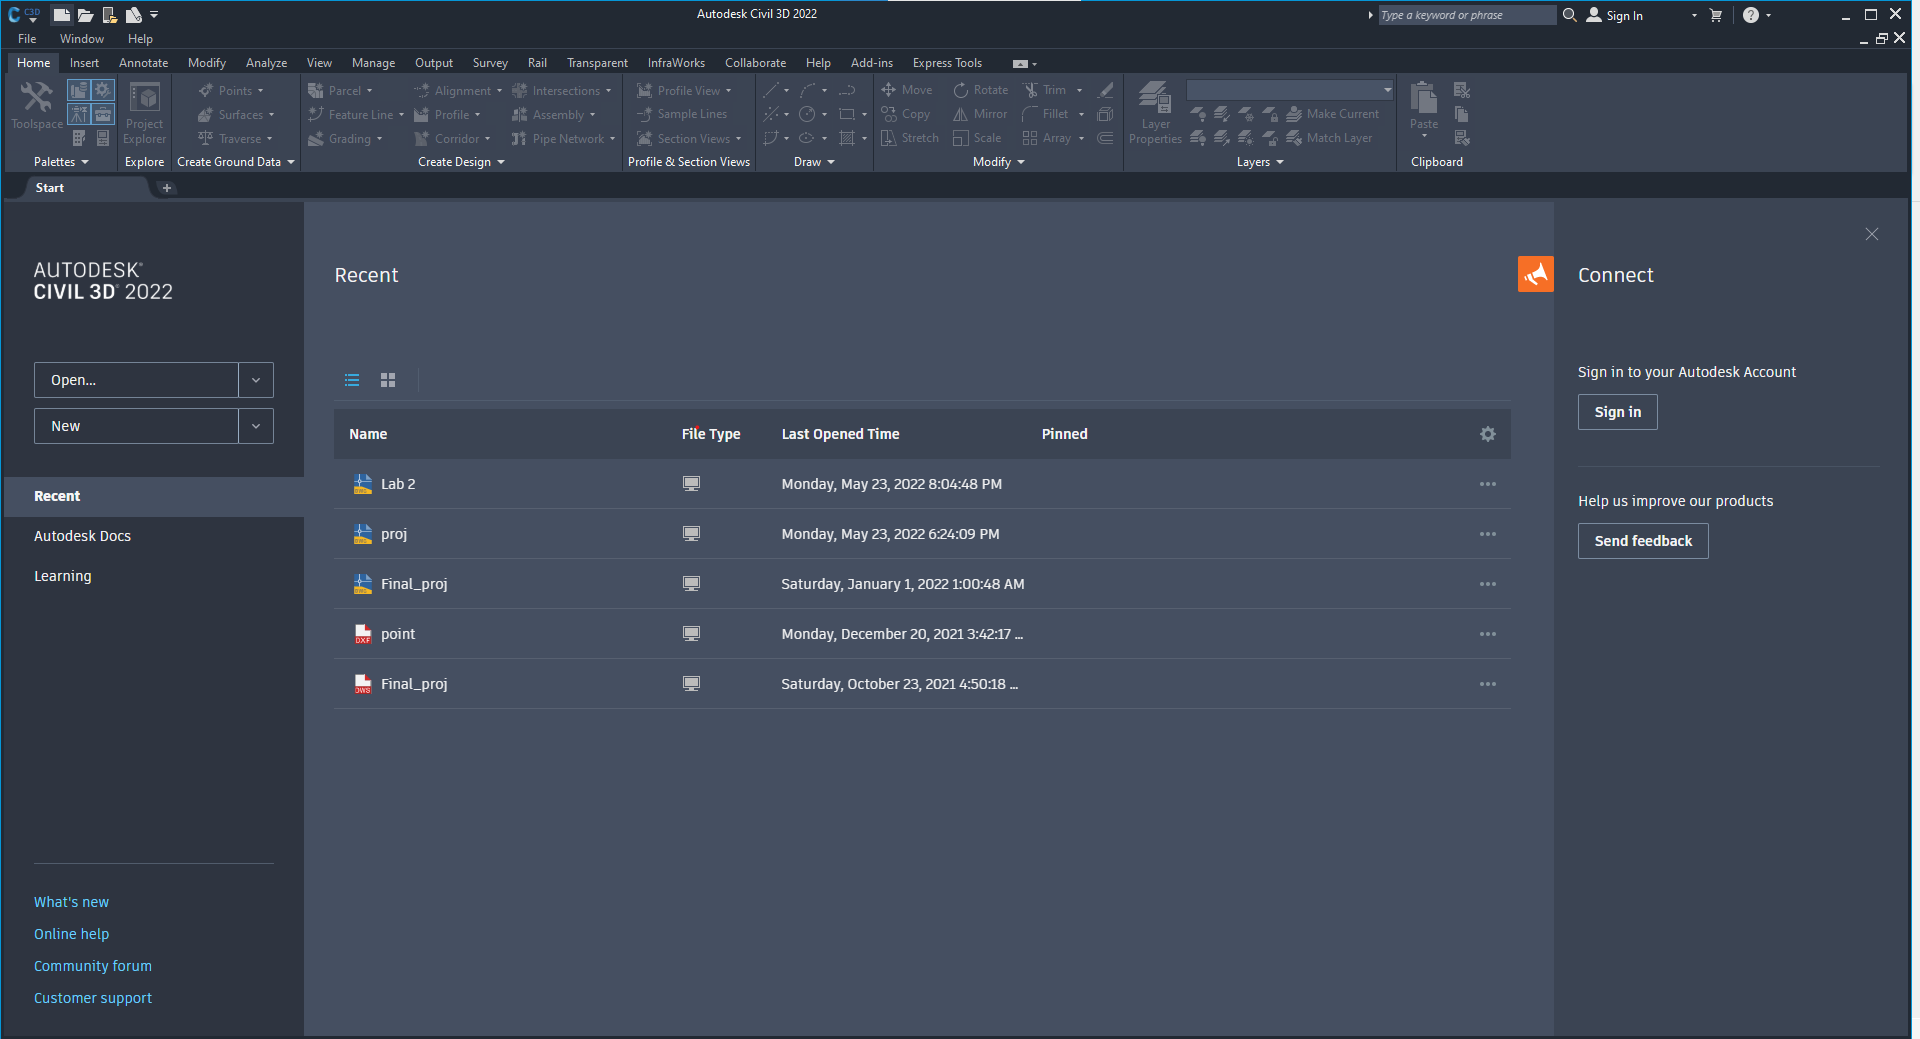 C3D
Autodesk Civil 3D 2022
Type a keyword or phrase
Sign In
File Window Help
Home Insert Annotate Modify Analyze View Manage Output Survey Rail Transparent InfraWorks Collaborate Help Add-ins Express Tools
Points Parcel Alignment Intersections Profile View Move Rotate Trim
Surfaces Feature Line Profile Assembly Sample Lines Copy Mirror Fillet Make Current
Toolspace Project Explorer Layer Properties Paste
Traverse Grading Corridor Pipe Network Section Views Stretch Scale Array Match Layer
Palettes Explore Create Ground Data Create Design Profile & Section Views Draw Modify Layers Clipboard
Start
AUTODESK®
CIVIL 3D® 2022
Open...
New
Recent
Autodesk Docs
Learning
What's new
Online help
Community forum
Customer support
Recent
Name File Type Last Opened Time Pinned
Lab 2 Monday, May 23, 2022 8:04:48 PM
proj Monday, May 23, 2022 6:24:09 PM
Final_proj Saturday, January 1, 2022 1:00:48 AM
DXF point Monday, December 20, 2021 3:42:17 ...
DWS Final_proj Saturday, October 23, 2021 4:50:18 ...
Connect
Sign in to your Autodesk Account
Sign in
Help us improve our products
Send feedback